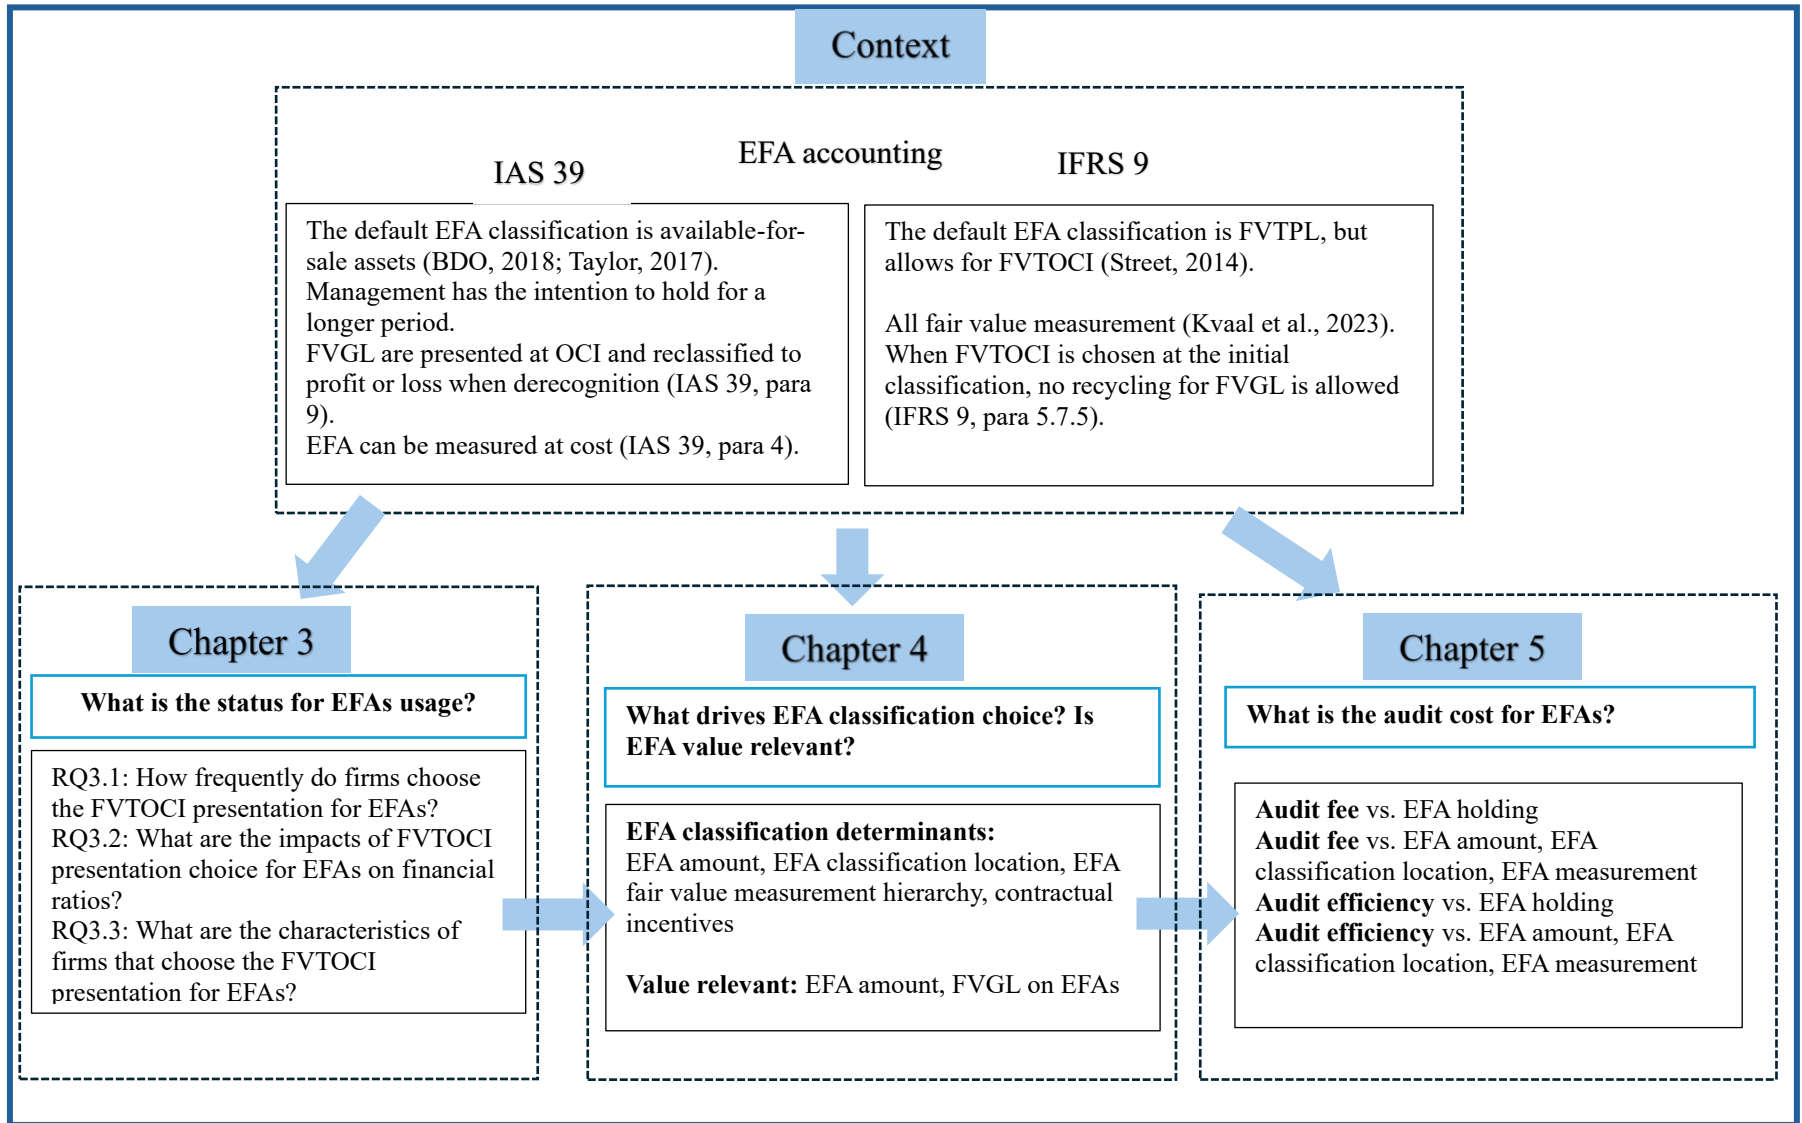 Context
EFA accounting
IAS 39
IFRS 9
The default EFA classification is available-for-
sale assets (BDO, 2018; Taylor, 2017).
Management has the intention to hold for a
longer period.
FVGL are presented at OCI and reclassified to
profit or loss when derecognition (IAS 39, para
9).
EFA can be measured at cost (IAS 39, para 4).
The default EFA classification is FVTPL, but
allows for FVTOCI (Street, 2014).
All fair value measurement (Kvaal et al., 2023).
When FVTOCI is chosen at the initial
classification, no recycling for FVGL is allowed
(IFRS 9, para 5.7.5).
Chapter 3
What is the status for EFAs usage?
RQ3.1: How frequently do firms choose
the FVTOCI presentation for EFAs?
RQ3.2: What are the impacts of FVTOCI
presentation choice for EFAs on financial
ratios?
RQ3.3: What are the characteristics of
firms that choose the FVTOCI
presentation for EFAs?
Chapter 4
What drives EFA classification choice? Is
EFA value relevant?
EFA classification determinants:
EFA amount, EFA classification location, EFA
fair value measurement hierarchy, contractual
incentives
Value relevant: EFA amount, FVGL on EFAs
Chapter 5
What is the audit cost for EFAs?
Audit fee vs. EFA holding
Audit fee vs. EFA amount, EFA
classification location, EFA measurement
Audit efficiency vs. EFA holding
Audit efficiency vs. EFA amount, EFA
classification location, EFA measurement